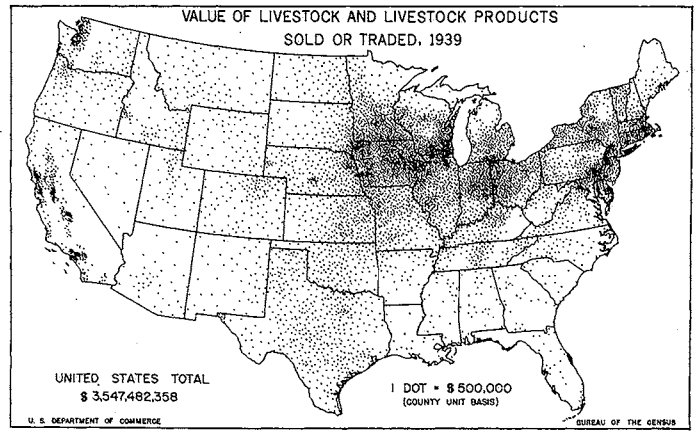 VALUE OF LIVESTOCK AND LIVESTOCK PRODUCTS
SOLD OR TRADED, 1939
UNITED STATES TOTAL
$ 3,547,482,358
1 DOT = $ 500,000
(COUNTY UNIT BASIS)
U. S. DEPARTMENT OF COMMERCE
BUREAU OF THE CENSUS